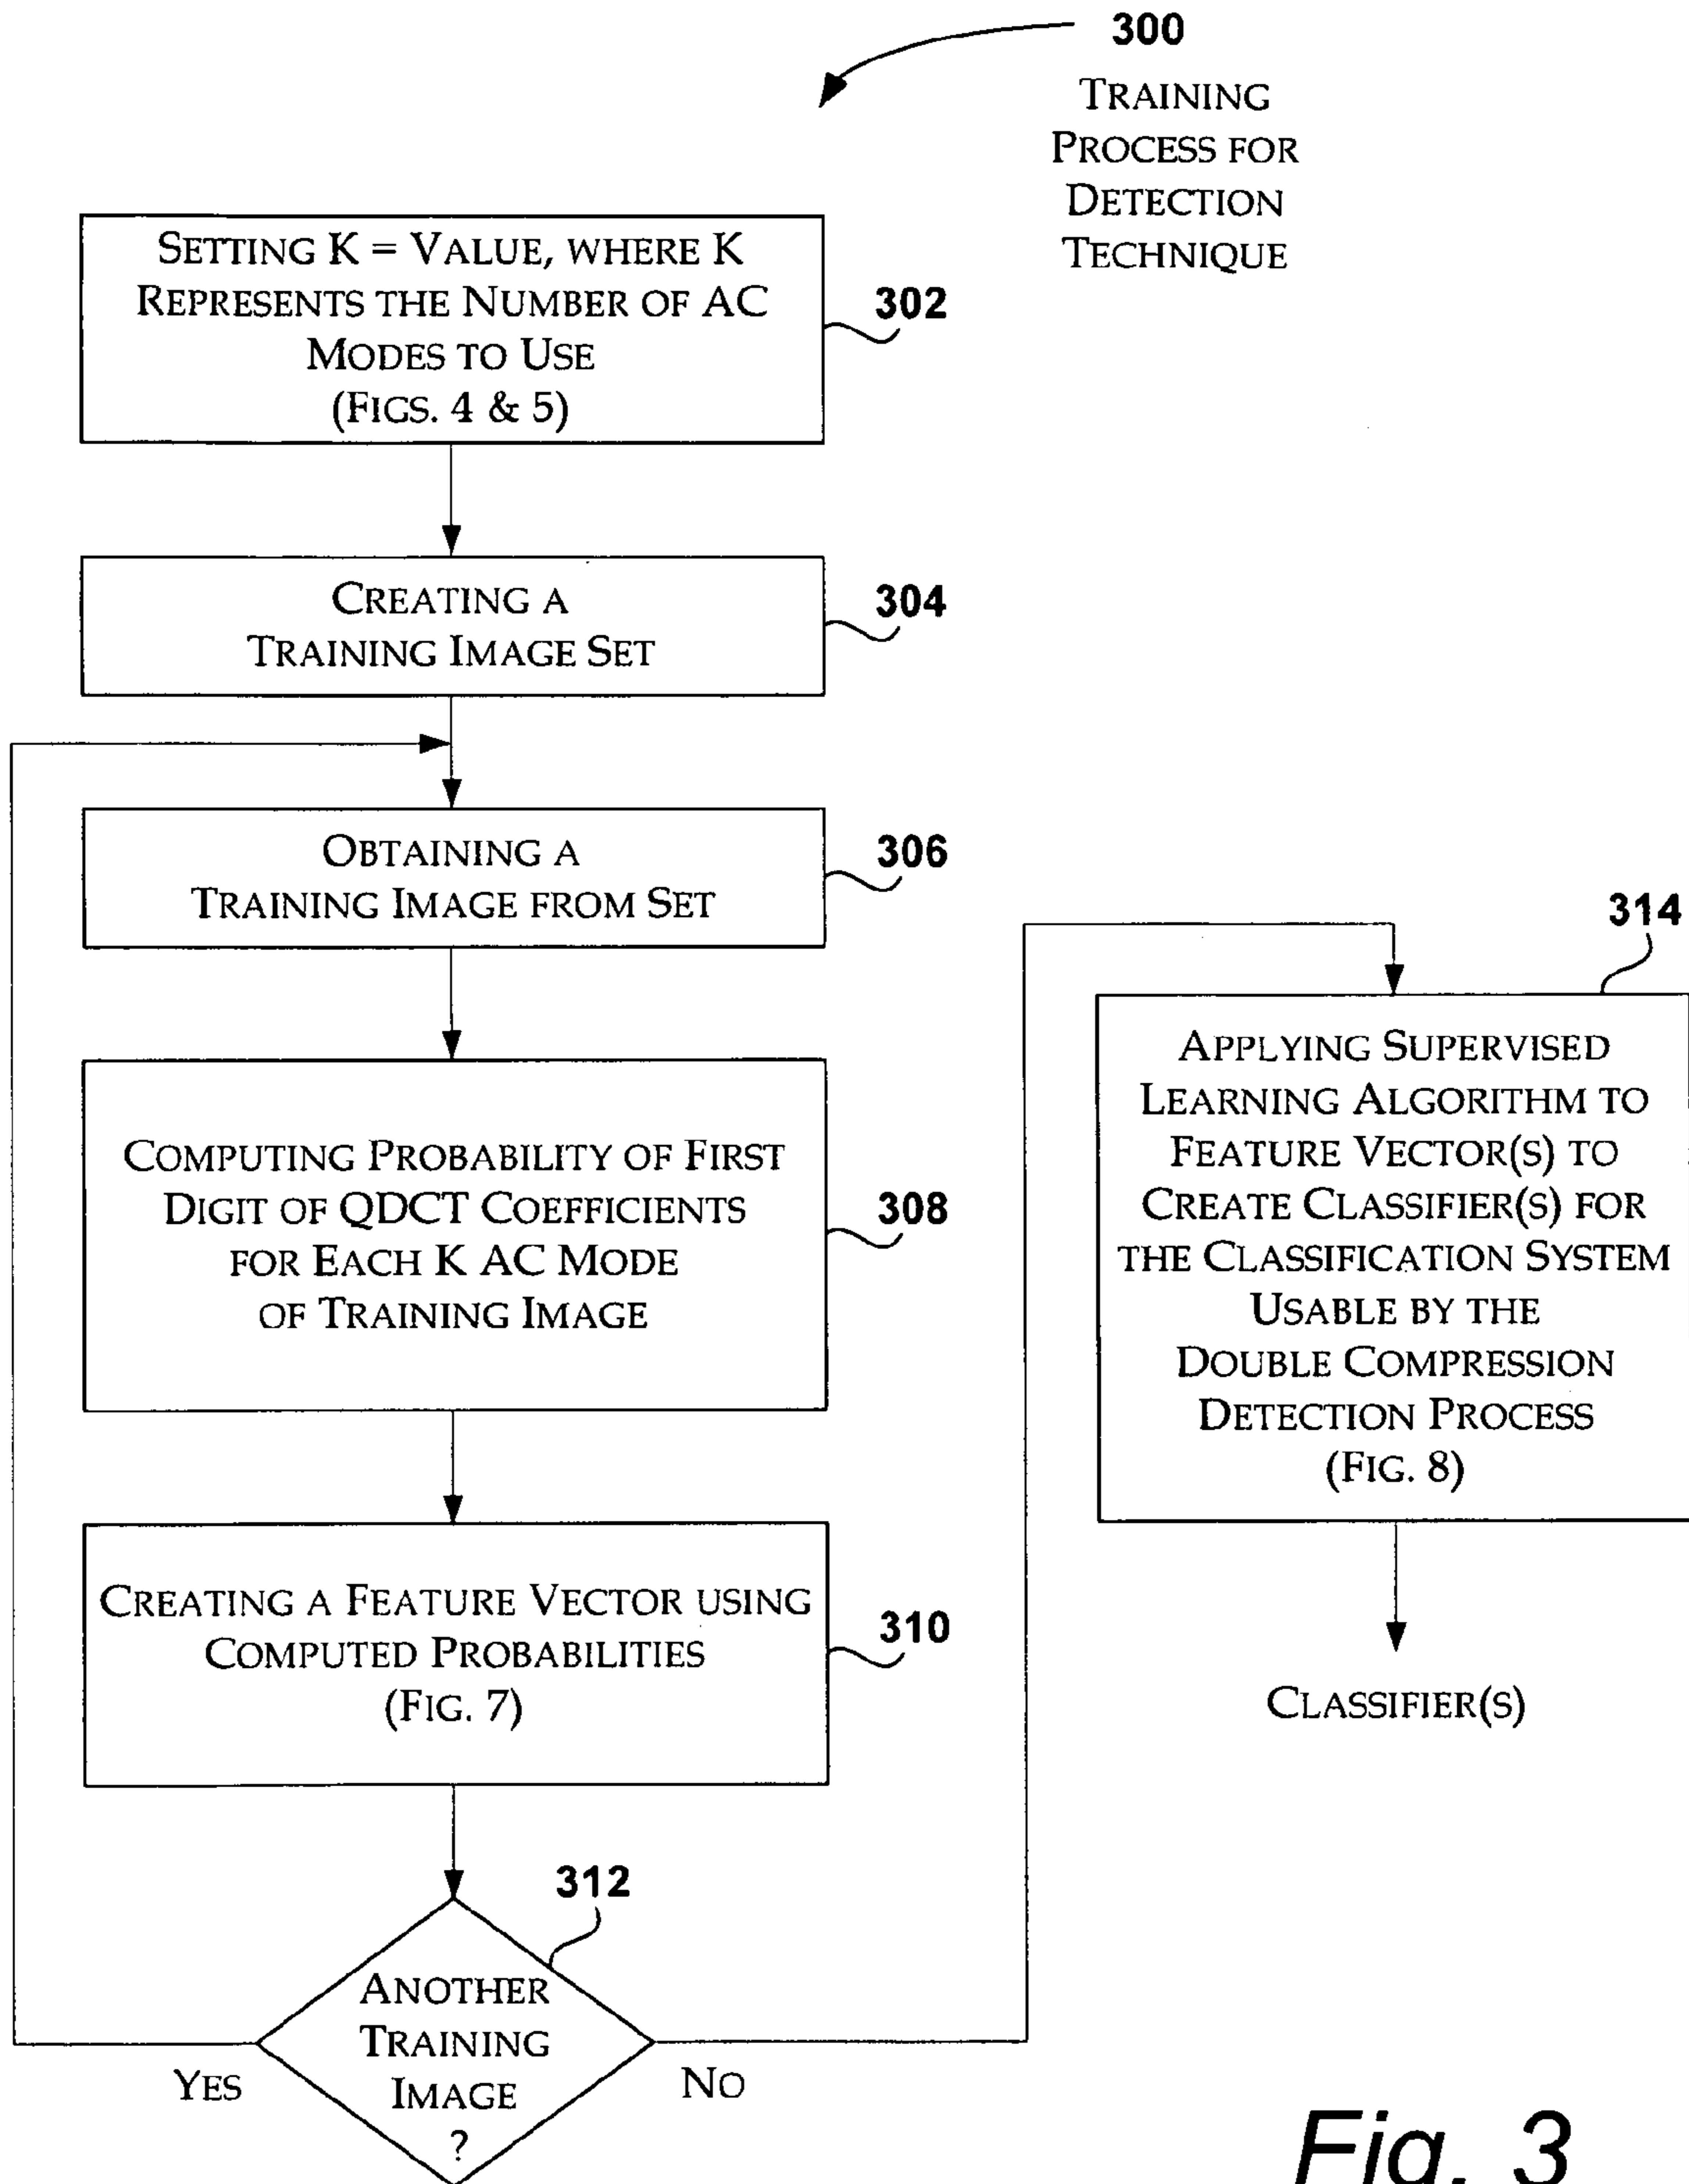 300
TRAINING
PROCESS FOR
DETECTION
TECHNIQUE
SETTING K = VALUE, WHERE K
REPRESENTS THE NUMBER OF AC
MODES TO USE
(FIGS. 4 & 5)
302
CREATING A
TRAINING IMAGE SET
304
OBTAINING A
TRAINING IMAGE FROM SET
306
COMPUTING PROBABILITY OF FIRST
DIGIT OF QDCT COEFFICIENTS
FOR EACH K AC MODE
OF TRAINING IMAGE
308
CREATING A FEATURE VECTOR USING
COMPUTED PROBABILITIES
(FIG. 7)
310
312
ANOTHER
TRAINING
IMAGE
?
YES
NO
314
APPLYING SUPERVISED
LEARNING ALGORITHM TO
FEATURE VECTOR(S) TO
CREATE CLASSIFIER(S) FOR
THE CLASSIFICATION SYSTEM
USABLE BY THE
DOUBLE COMPRESSION
DETECTION PROCESS
(FIG. 8)
CLASSIFIER(S)
Fig. 3